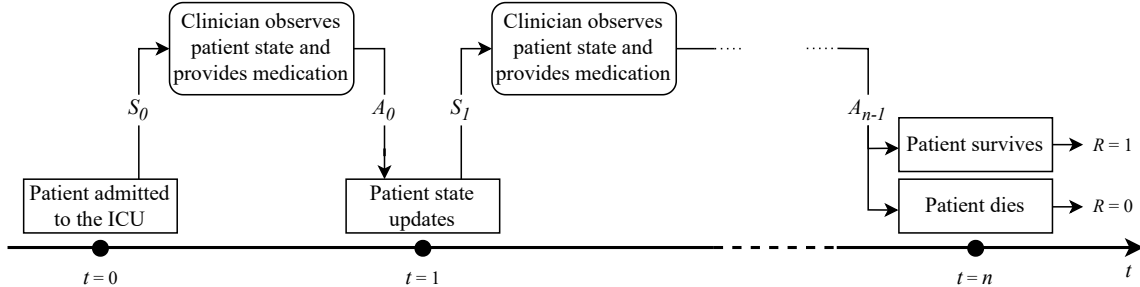 Clinician observes
patient state and
provides medication
Clinician observes
patient state and
provides medication
S0
A0
S1
An-1
Patient admitted
to the ICU
Patient state
updates
Patient survives
R = 1
Patient dies
R = 0
t = 0
t = 1
t = n
t